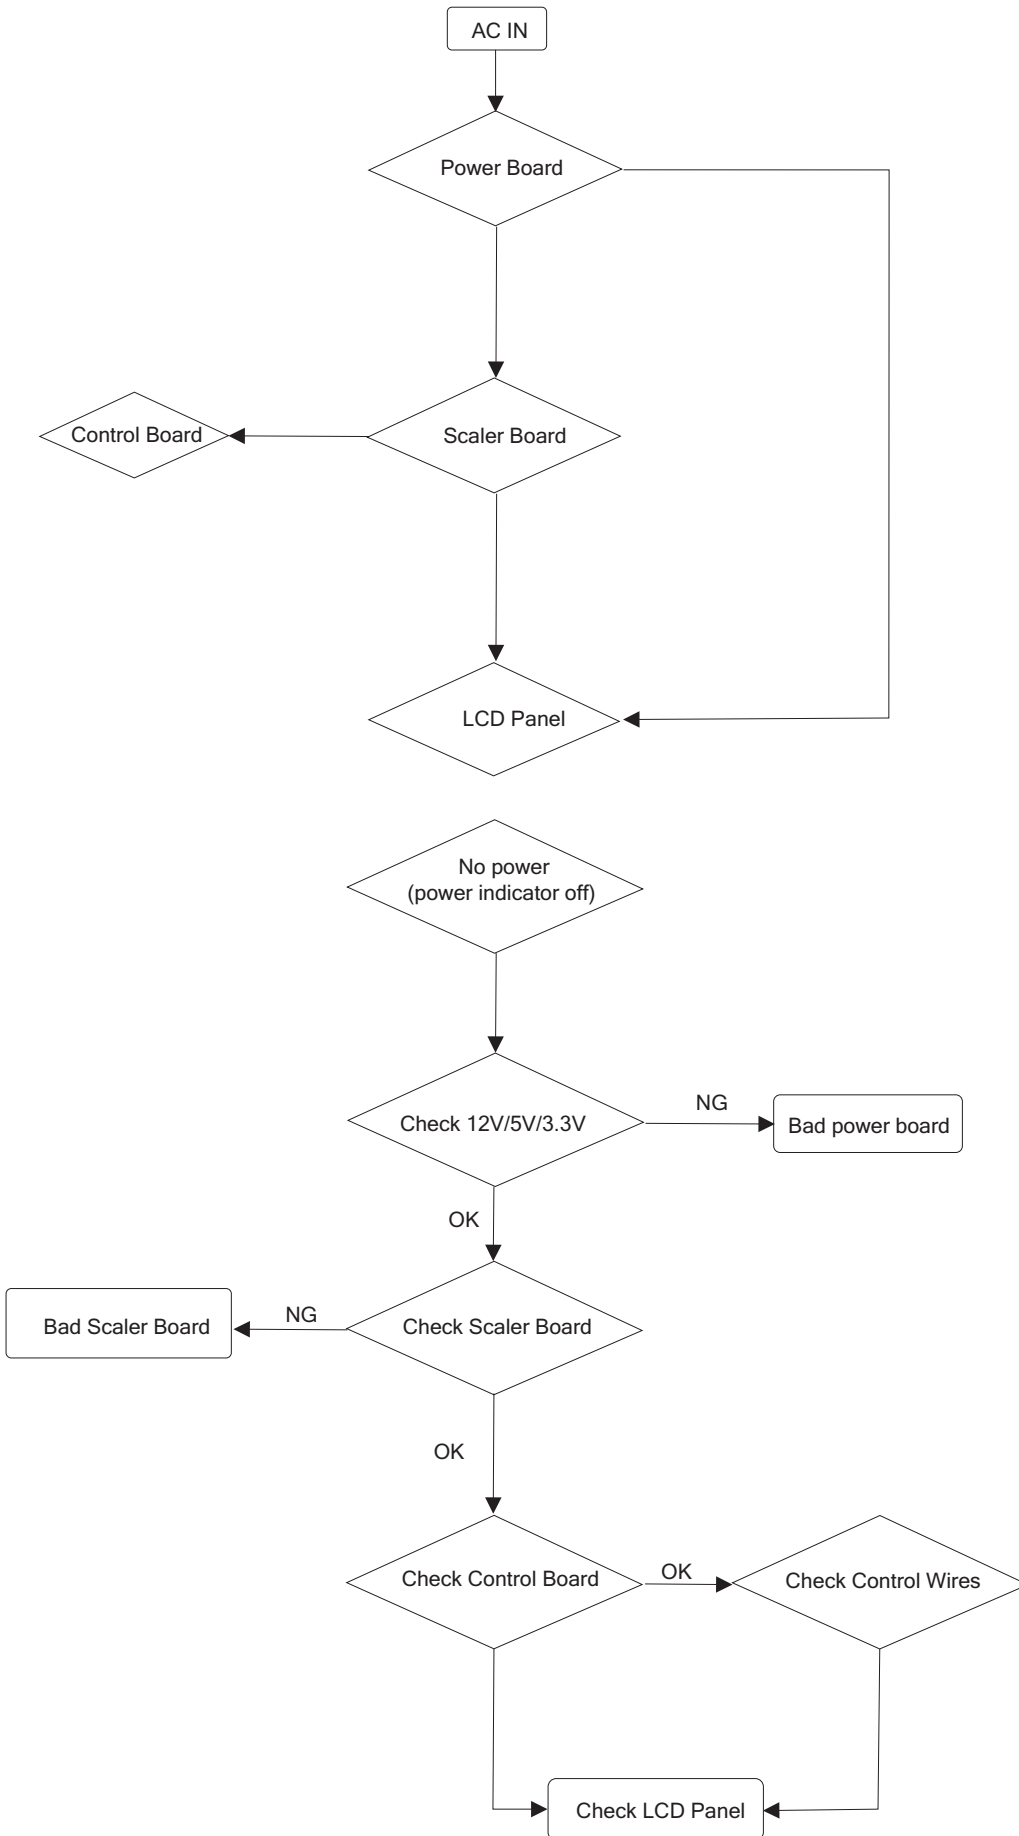 AC IN
Power Board
Control Board
Scaler Board
LCD Panel
No power
(power indicator off)
Check 12V/5V/3.3V
NG
Bad power board
OK
Bad Scaler Board
NG
Check Scaler Board
OK
Check Control Board
OK
Check Control Wires
Check LCD Panel